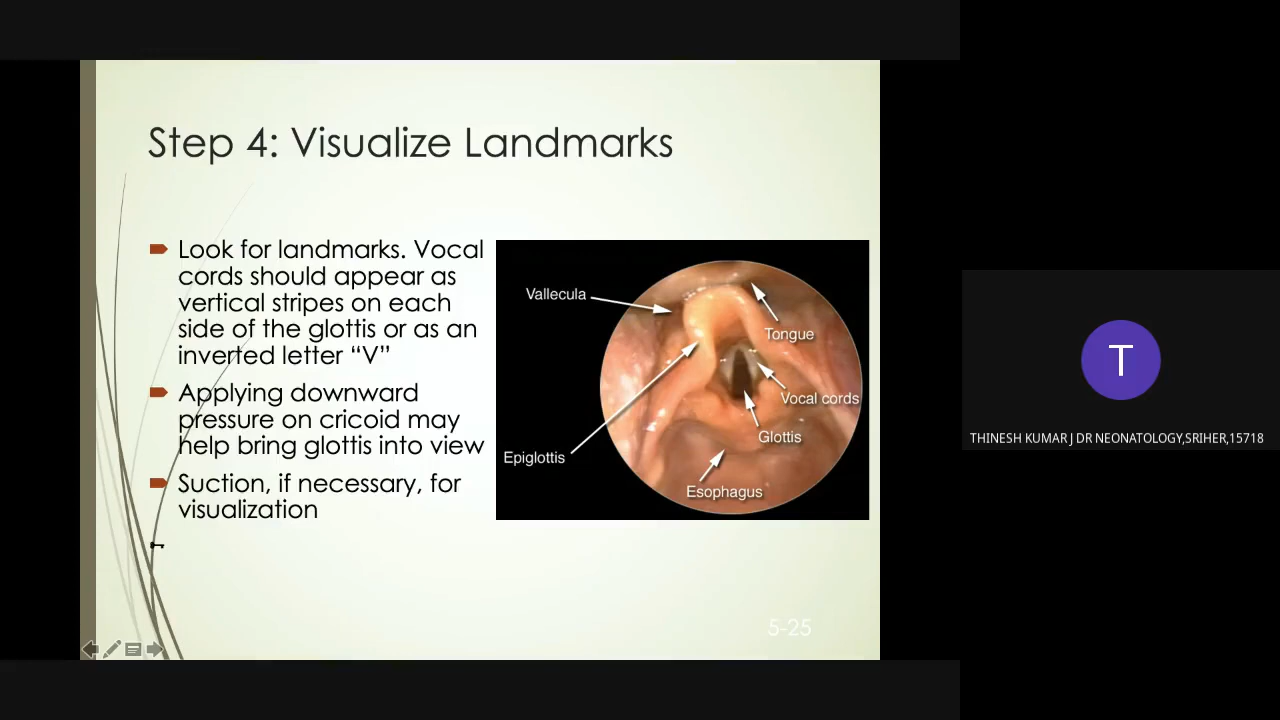 Step 4: Visualize Landmarks
Look for landmarks. Vocal
cords should appear as
vertical stripes on each
side of the glottis or as an
inverted letter “V”
Applying downward
pressure on cricoid may
help bring glottis into view
Suction, if necessary, for
visualization
Vallecula
Tongue
Vocal cords
Glottis
Epiglottis
Esophagus
5-25
T
THINESH KUMAR J DR NEONATOLOGY,SRIHER,15718